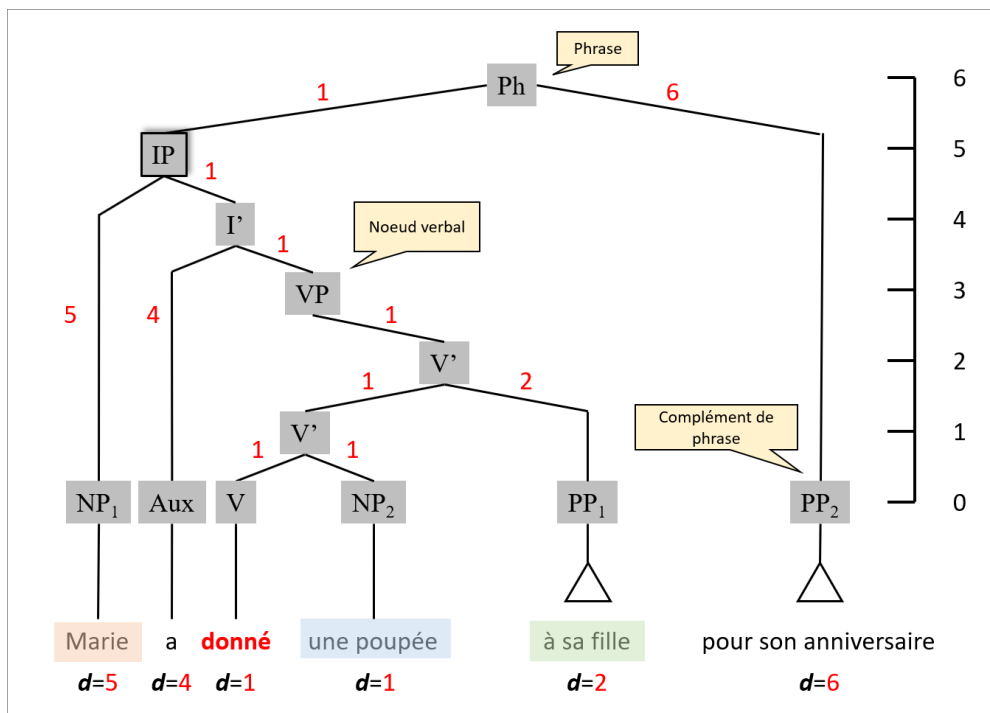 Phrase
Ph
6
1
6
IP
5
1
I’
4
Noeud verbal
1
VP
3
5
4
1
V’
2
1
2
V’
Complément de
phrase
1
1
1
NP₁
Aux
V
NP₂
PP₁
PP₂
0
Marie a donné une poupée à sa fille pour son anniversaire
d=5 d=4 d=1 d=1 d=2 d=6